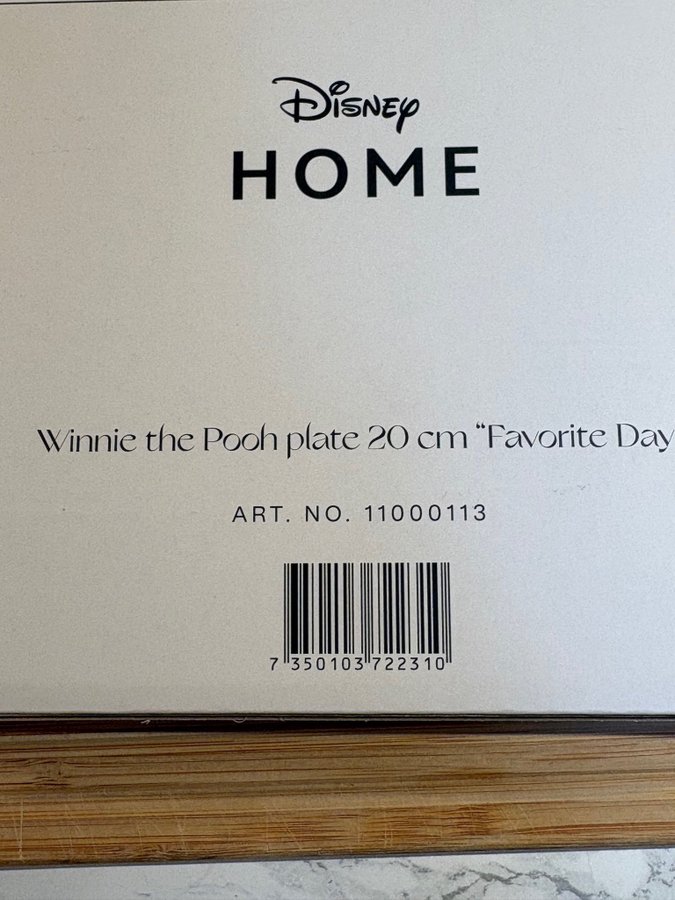 Disney
HOME
Winnie the Pooh plate 20 cm “Favorite Day
ART. NO. 11000113
7 350103 722310